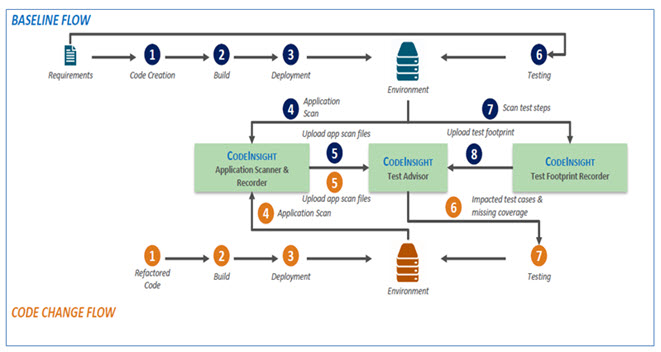 BASELINE FLOW
1 2 3 6
Requirements Code Creation Build Deployment Environment Testing
4 Application Scan
7 Scan test steps
Upload app scan files
Upload test footprint
CODEINSIGHT
Application Scanner &
Recorder
5
5
Upload app scan files
CODEINSIGHT
Test Advisor
8
CODEINSIGHT
Test Footprint Recorder
4 Application Scan
6 Impacted test cases &
missing coverage
1 2 3 7
Refactored
Code
Build Deployment Environment Testing
CODE CHANGE FLOW